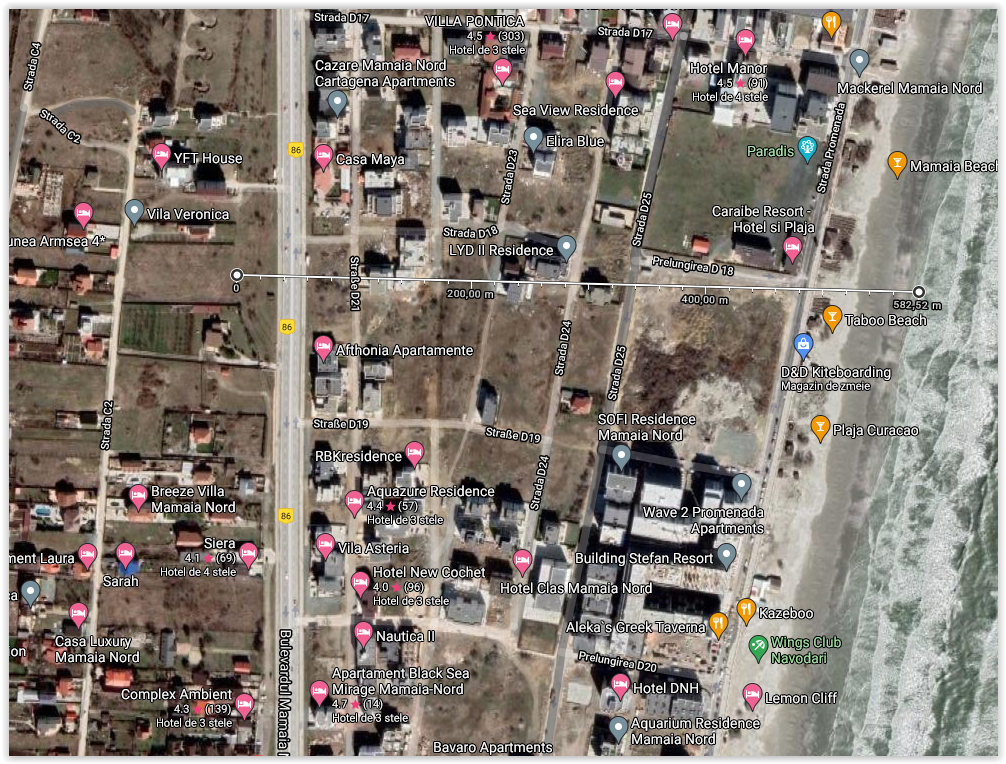 Strada D17
VILLA PONTICA
4.5 ★ (303)
Hotel de 3 stele
Strada D17
Strada C4
Cazare Mamaia Nord
Cartagena Apartments
Hotel Manor
4.5 ★ (91)
Hotel de 4 stele
Mackerel Mamaia Nord
Sea View Residence
Strada C2
Elira Blue
Strada Promenada
86
YFT House
Casa Maya
Paradis
Mamaia Beach
Strada D23
Vila Veronica
Strada D25
Caraibe Resort -
Hotel si Plaja
unea Armsea 4*
Strada D18
LYD II Residence
Prelungirea D 18
0
200,00 m
400,00 m
582,52 m
Straße D21
86
Taboo Beach
Afthonia Apartamente
Strada D24
Strada D25
D&D Kiteboarding
Magazin de zmeie
Strada C2
Straße D19
Straße D19
SOFI Residence
Mamaia Nord
Plaja Curacao
RBKresidence
Strada D24
Breeze Villa
Mamaia Nord
Aquazure Residence
4.4 ★ (57)
Hotel de 3 stele
86
Wave 2 Promenada
Apartments
Siera
4.1 ★ (69)
Hotel de 4 stele
Vila Asteria
ment Laura
Sarah
Building Stefan Resort
Hotel New Cochet
4.0 ★ (96)
Hotel de 3 stele
Hotel Clas Mamaia Nord
ca
Kazeboo
Aleka`s Greek Taverna
Casa Luxury
Mamaia Nord
ion
Nautica II
Wings Club
Navodari
Prelungirea D20
Bulevardul Mamaia
Apartament Black Sea
Mirage Mamaia-Nord
4.7 ★ (14)
Hotel de 3 stele
Complex Ambient
4.3 ★ (139)
Hotel de 3 stele
Hotel DNH
Lemon Cliff
Aquarium Residence
Mamaia Nord
Bavaro Apartments